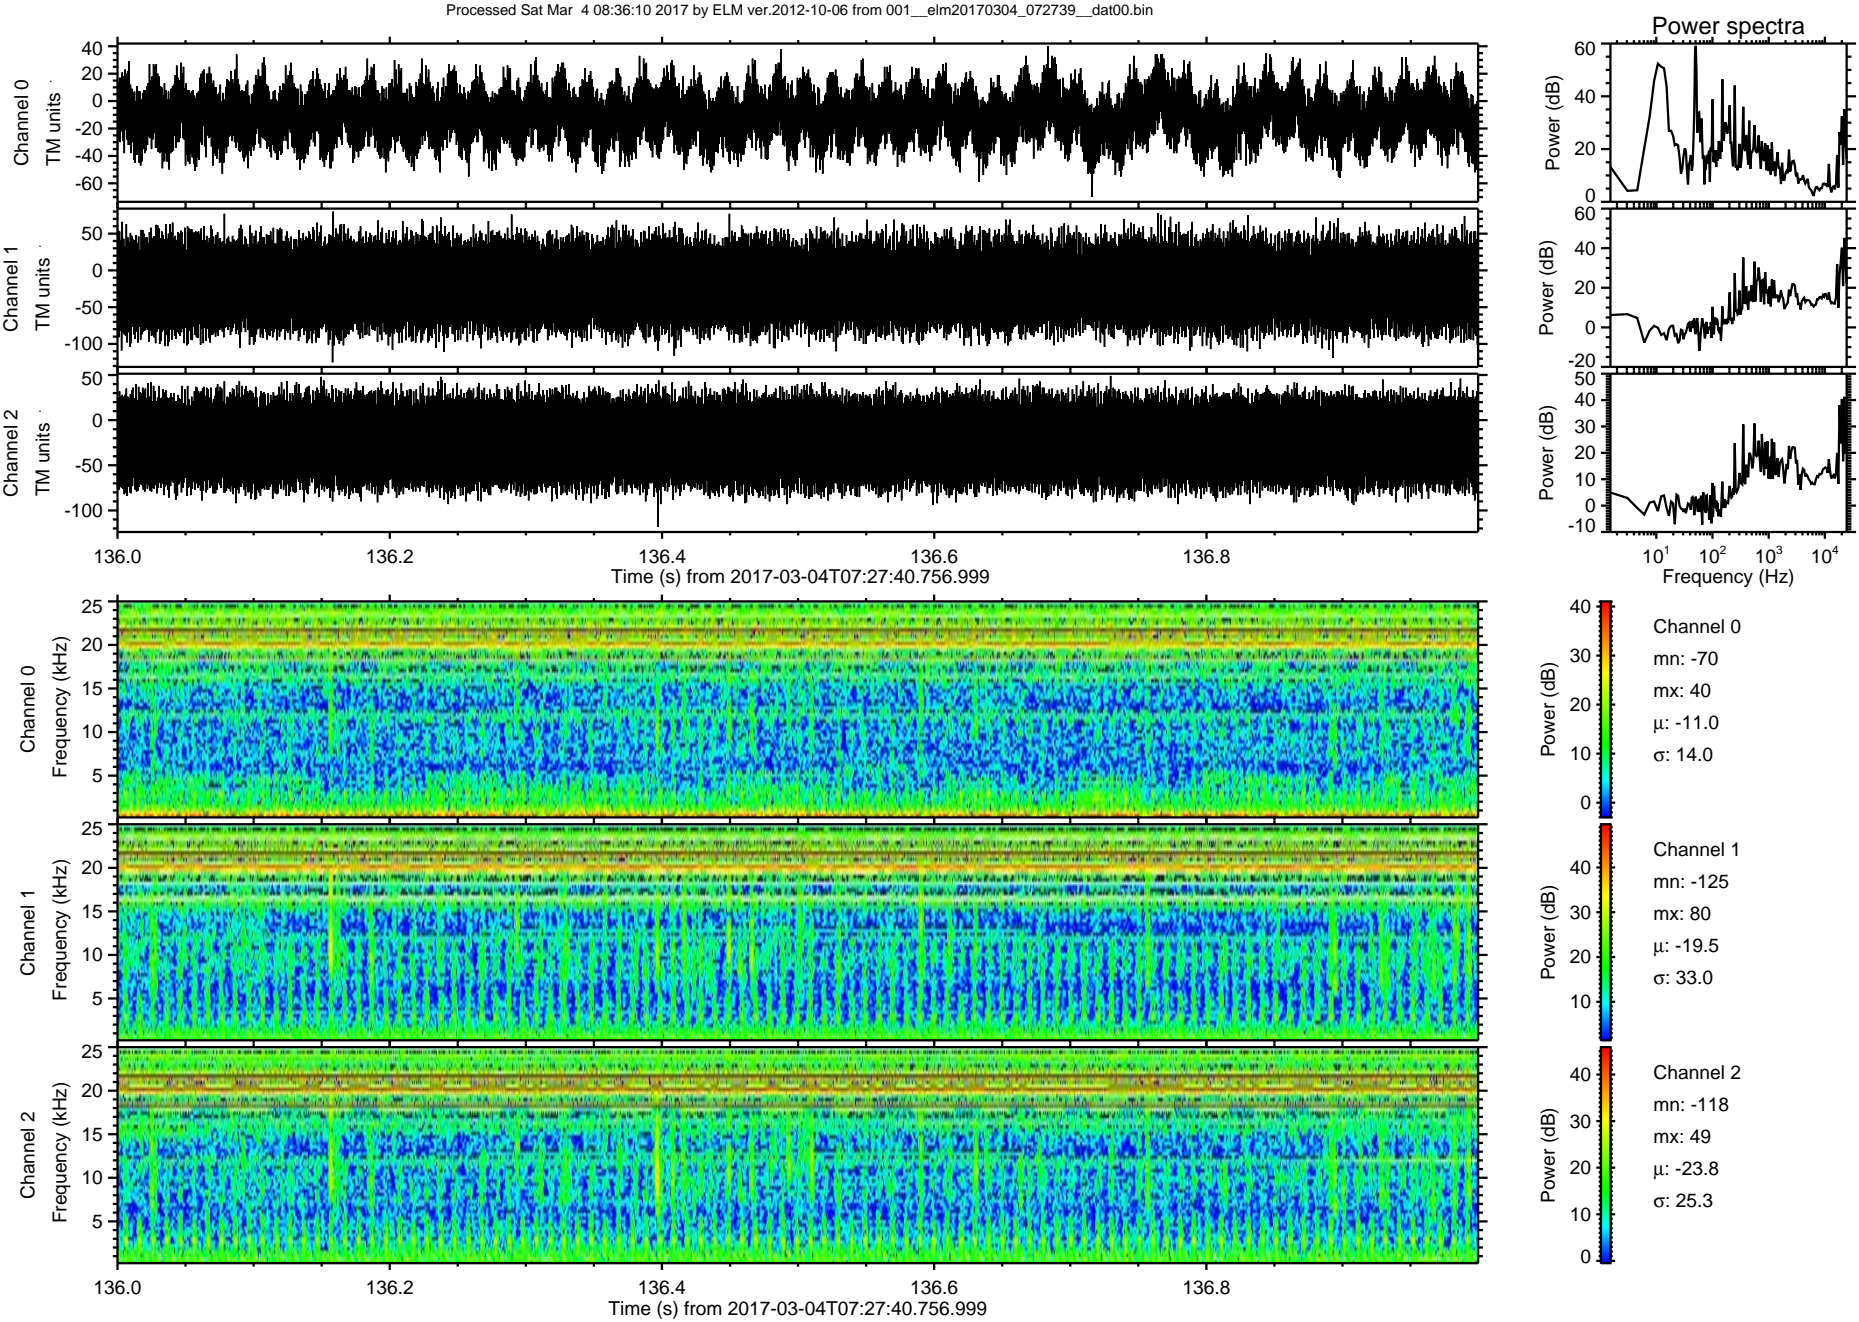 Processed Sat Mar  4 08:36:10 2017 by ELM ver.2012-10-06 from 001__elm20170304_072739__dat00.bin
Power spectra
Channel 0
TM units
40
20
0
-20
-40
-60
Power (dB)
60
40
20
0
Channel 1
TM units
50
0
-50
-100
Power (dB)
60
40
20
0
-20
Channel 2
TM units
50
0
-50
-100
Power (dB)
50
40
30
20
10
0
-10
136.0 136.2 136.4 136.6 136.8
Time (s) from 2017-03-04T07:27:40.756.999
10^1 10^2 10^3 10^4
Frequency (Hz)
Channel 0
Frequency (kHz)
25
20
15
10
5
Power (dB)
40
30
20
10
0
Channel 0
mn: -70
mx: 40
μ: -11.0
σ: 14.0
Channel 1
Frequency (kHz)
25
20
15
10
5
Power (dB)
40
30
20
10
Channel 1
mn: -125
mx: 80
μ: -19.5
σ: 33.0
Channel 2
Frequency (kHz)
25
20
15
10
5
Power (dB)
40
30
20
10
0
Channel 2
mn: -118
mx: 49
μ: -23.8
σ: 25.3
136.0 136.2 136.4 136.6 136.8
Time (s) from 2017-03-04T07:27:40.756.999